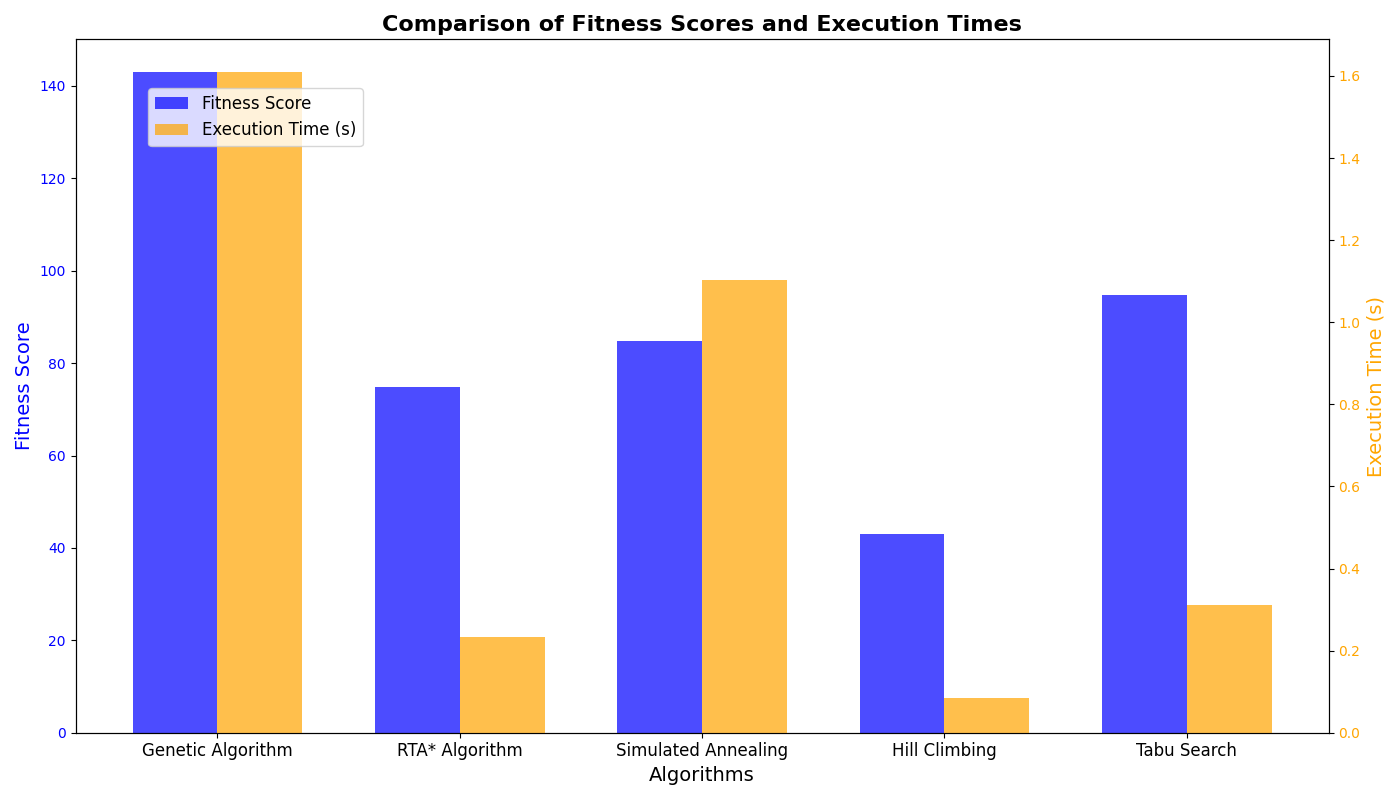 Comparison of Fitness Scores and Execution Times
Fitness Score
Execution Time (s)
140
120
100
80
60
40
20
0
Fitness Score
1.6
1.4
1.2
1.0
0.8
0.6
0.4
0.2
0.0
Execution Time (s)
Genetic Algorithm
RTA* Algorithm
Simulated Annealing
Hill Climbing
Tabu Search
Algorithms